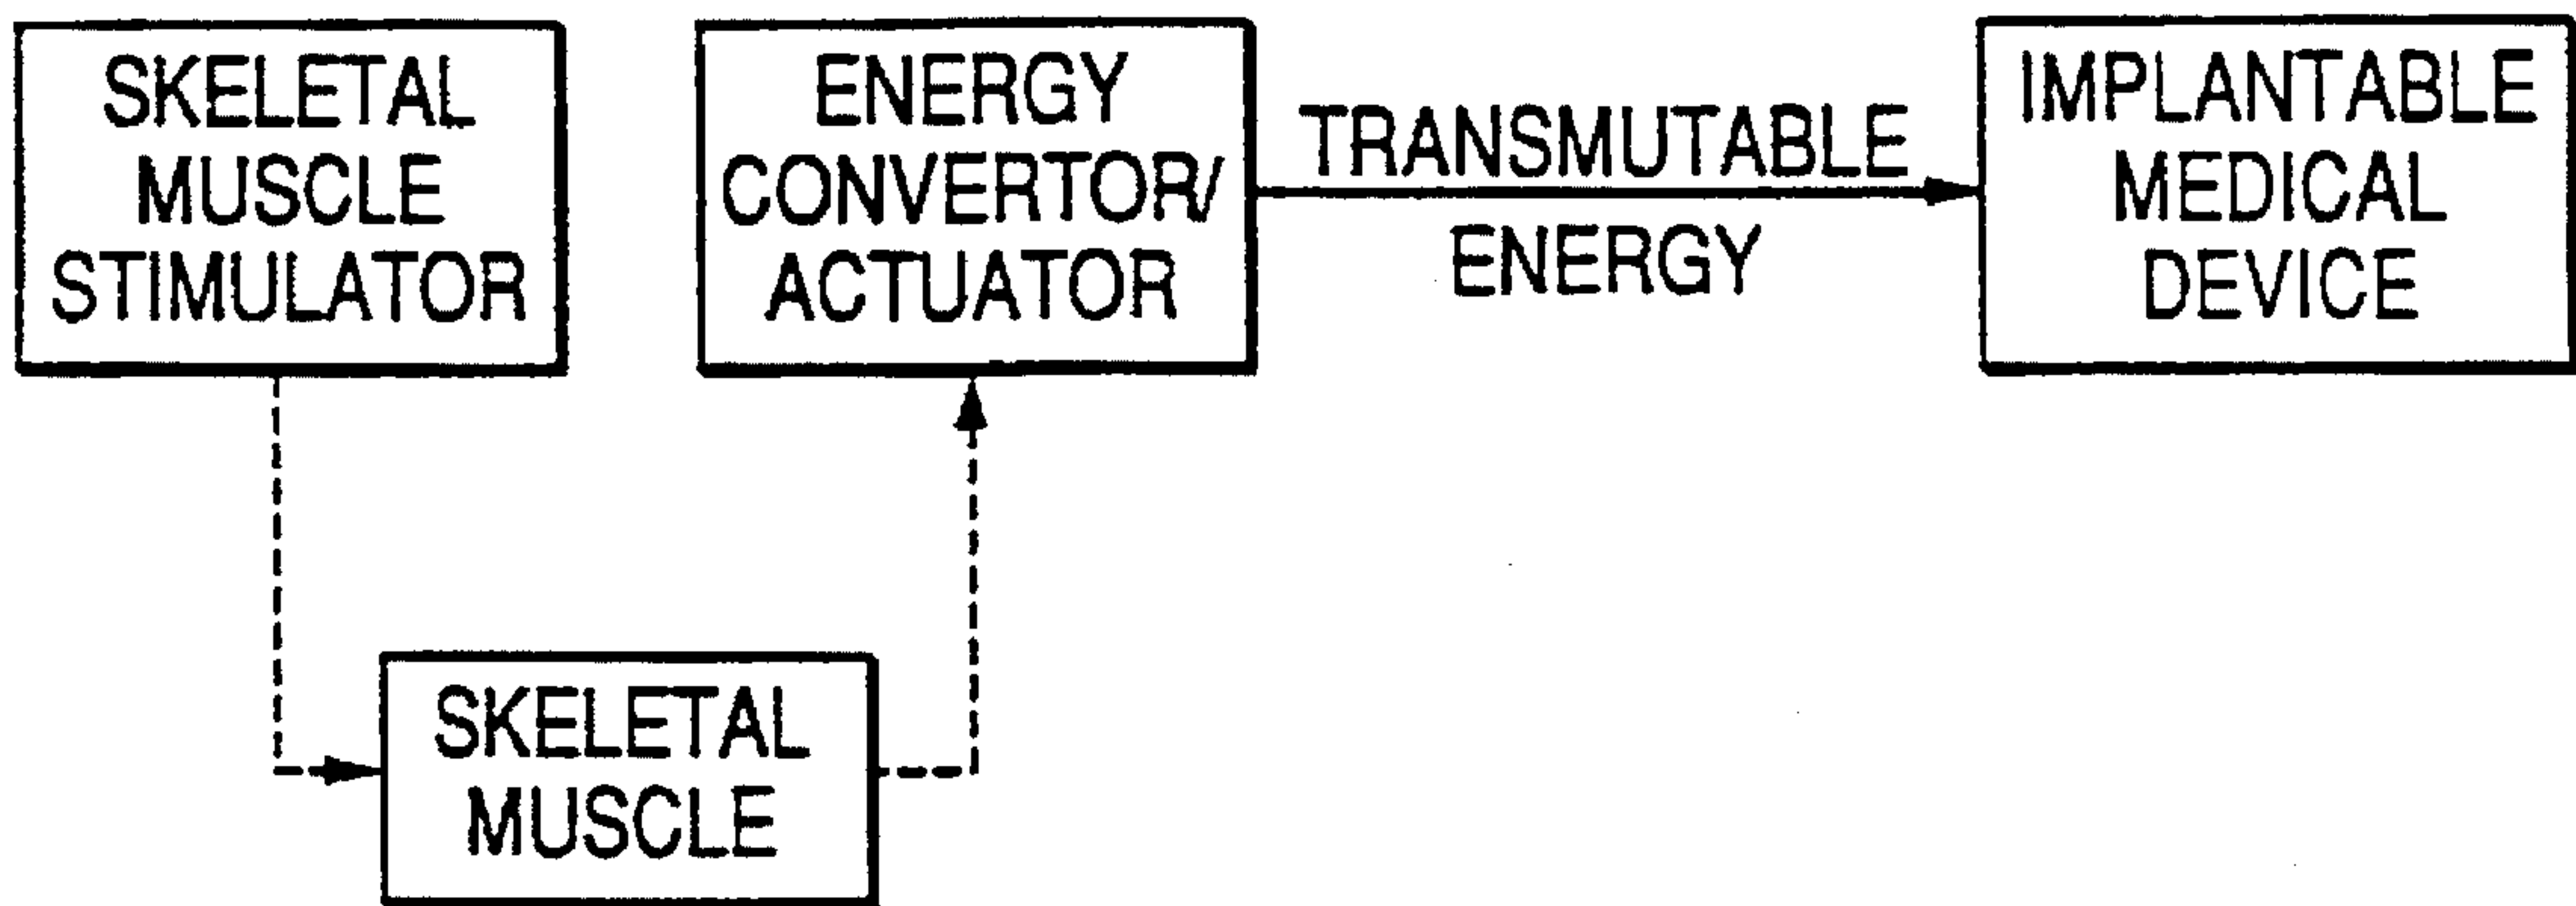 SKELETAL
MUSCLE
STIMULATOR
ENERGY
CONVERTOR/
ACTUATOR
TRANSMUTABLE
ENERGY
IMPLANTABLE
MEDICAL
DEVICE
SKELETAL
MUSCLE